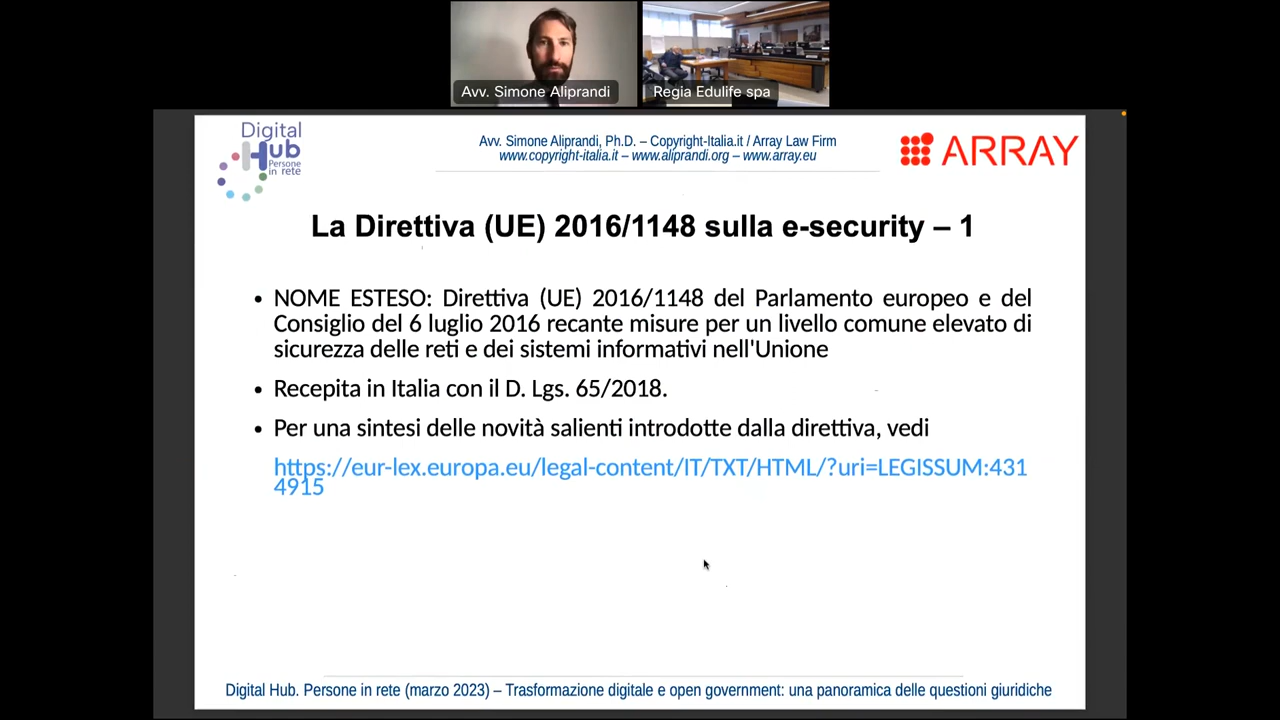 Avv. Simone Aliprandi
Regia Edulife spa
Digital
Hub
Persone
in rete
Avv. Simone Aliprandi, Ph.D. – Copyright-Italia.it / Array Law Firm
www.copyright-italia.it – www.aliprandi.org – www.array.eu
ARRAY
La Direttiva (UE) 2016/1148 sulla e-security – 1
• NOME ESTESO: Direttiva (UE) 2016/1148 del Parlamento europeo e del
Consiglio del 6 luglio 2016 recante misure per un livello comune elevato di
sicurezza delle reti e dei sistemi informativi nell'Unione
• Recepita in Italia con il D. Lgs. 65/2018.
• Per una sintesi delle novità salienti introdotte dalla direttiva, vedi
https://eur-lex.europa.eu/legal-content/IT/TXT/HTML/?uri=LEGISSUM:431
4915
Digital Hub. Persone in rete (marzo 2023) – Trasformazione digitale e open government: una panoramica delle questioni giuridiche